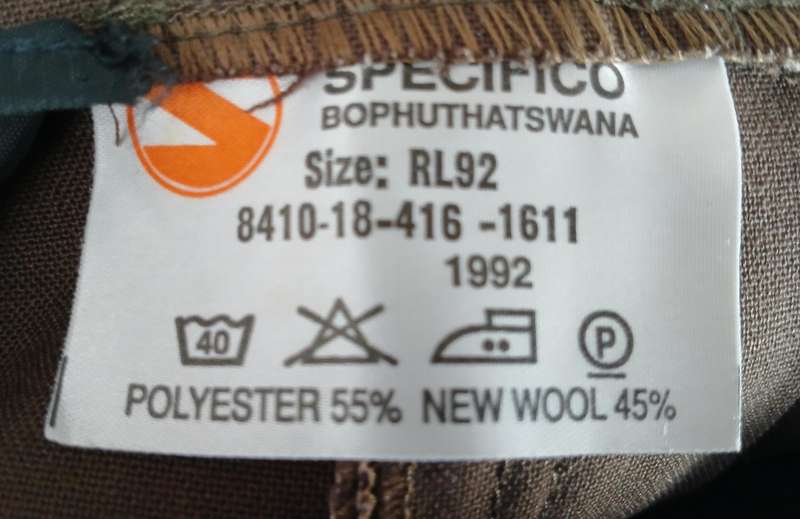 SPECIFICO
BOPHUTHATSWANA
Size: RL92
8410-18-416 -1611
1992
40
P
POLYESTER 55% NEW WOOL 45%